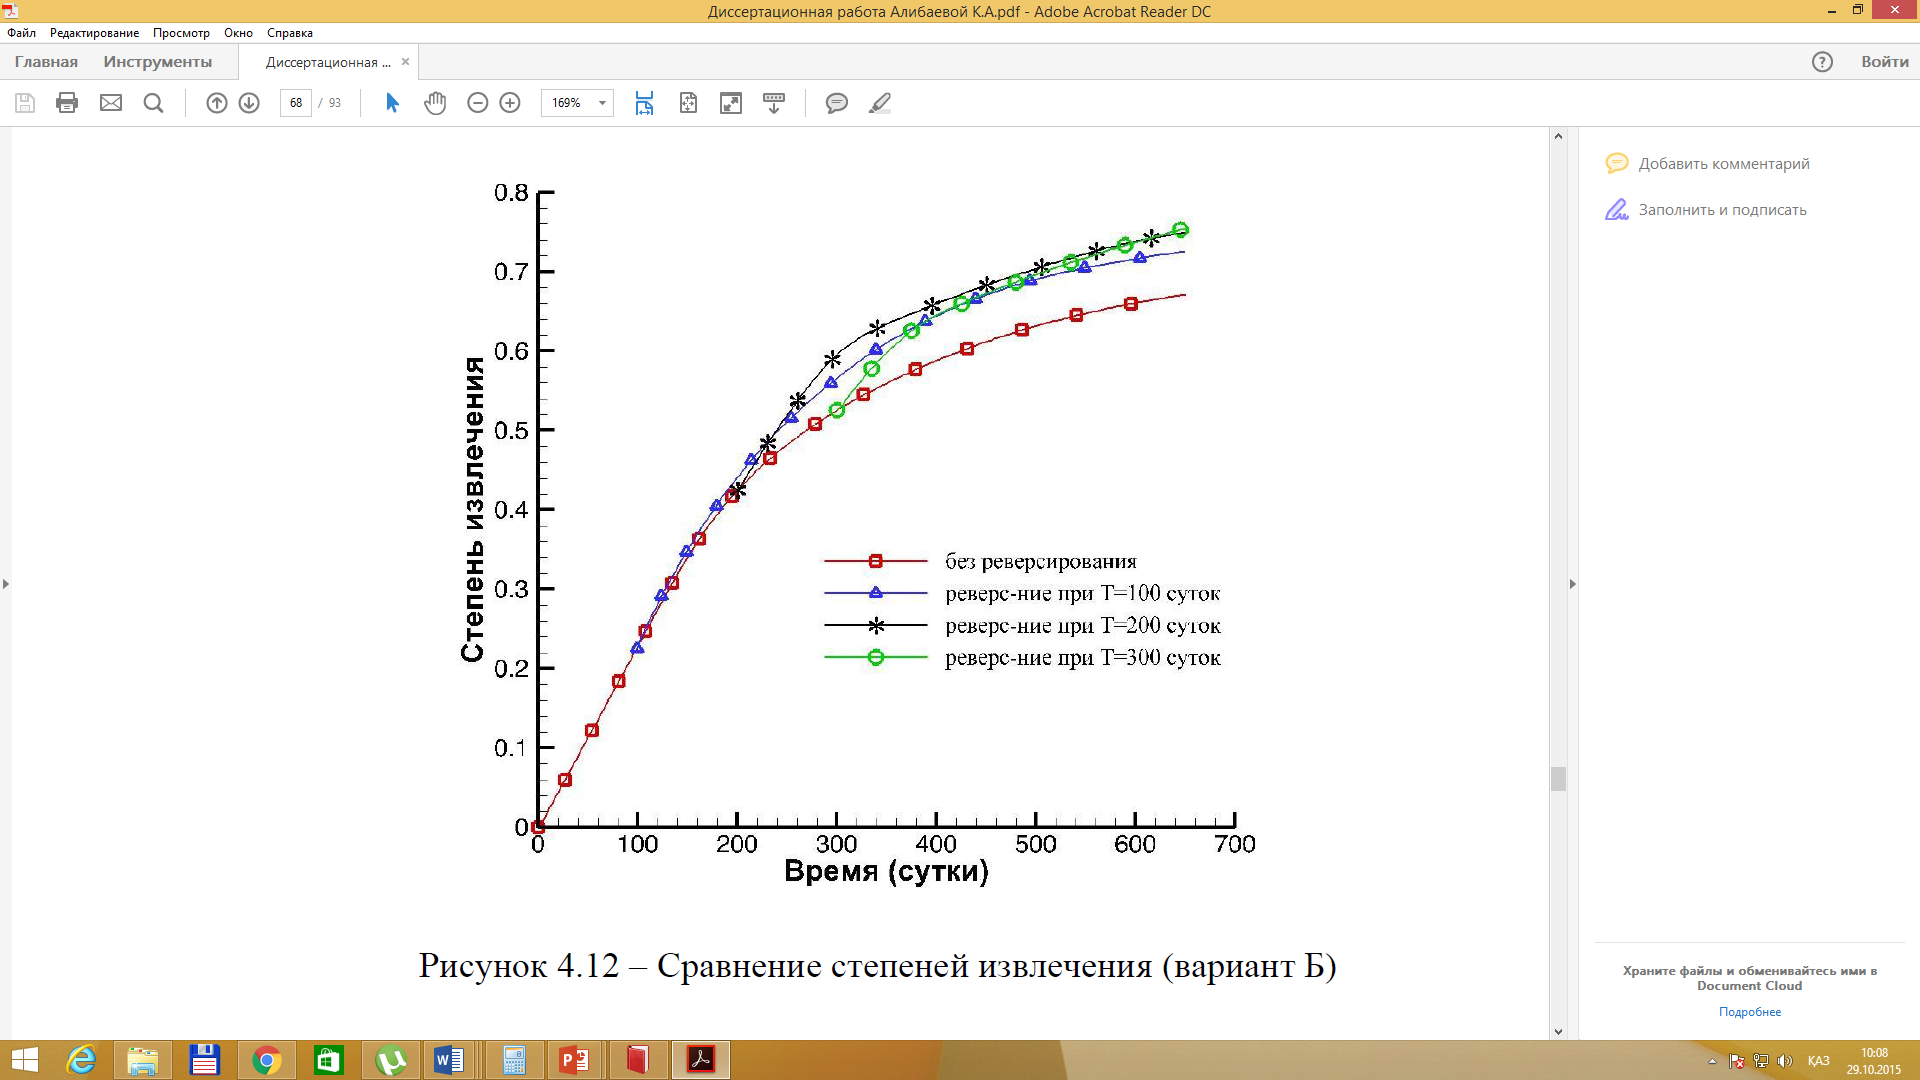 Диссертационная работа Алибаевой К.А.pdf - Adobe Acrobat Reader DC
Файл Редактирование Просмотр Окно Справка
Главная Инструменты Диссертационная ... × Войти
68 / 93 169%
Добавить комментарий
Заполнить и подписать
0.8
0.7
0.6
0.5
0.4
0.3
0.2
0.1
0
Степень извлечения
без реверсирования
реверс-ние при T=100 суток
реверс-ние при T=200 суток
реверс-ние при T=300 суток
0 100 200 300 400 500 600 700
Время (сутки)
Рисунок 4.12 – Сравнение степеней извлечения (вариант Б)
Храните файлы и обменивайтесь ими в
Document Cloud
Подробнее
ҚАЗ
10:08
29.10.2015